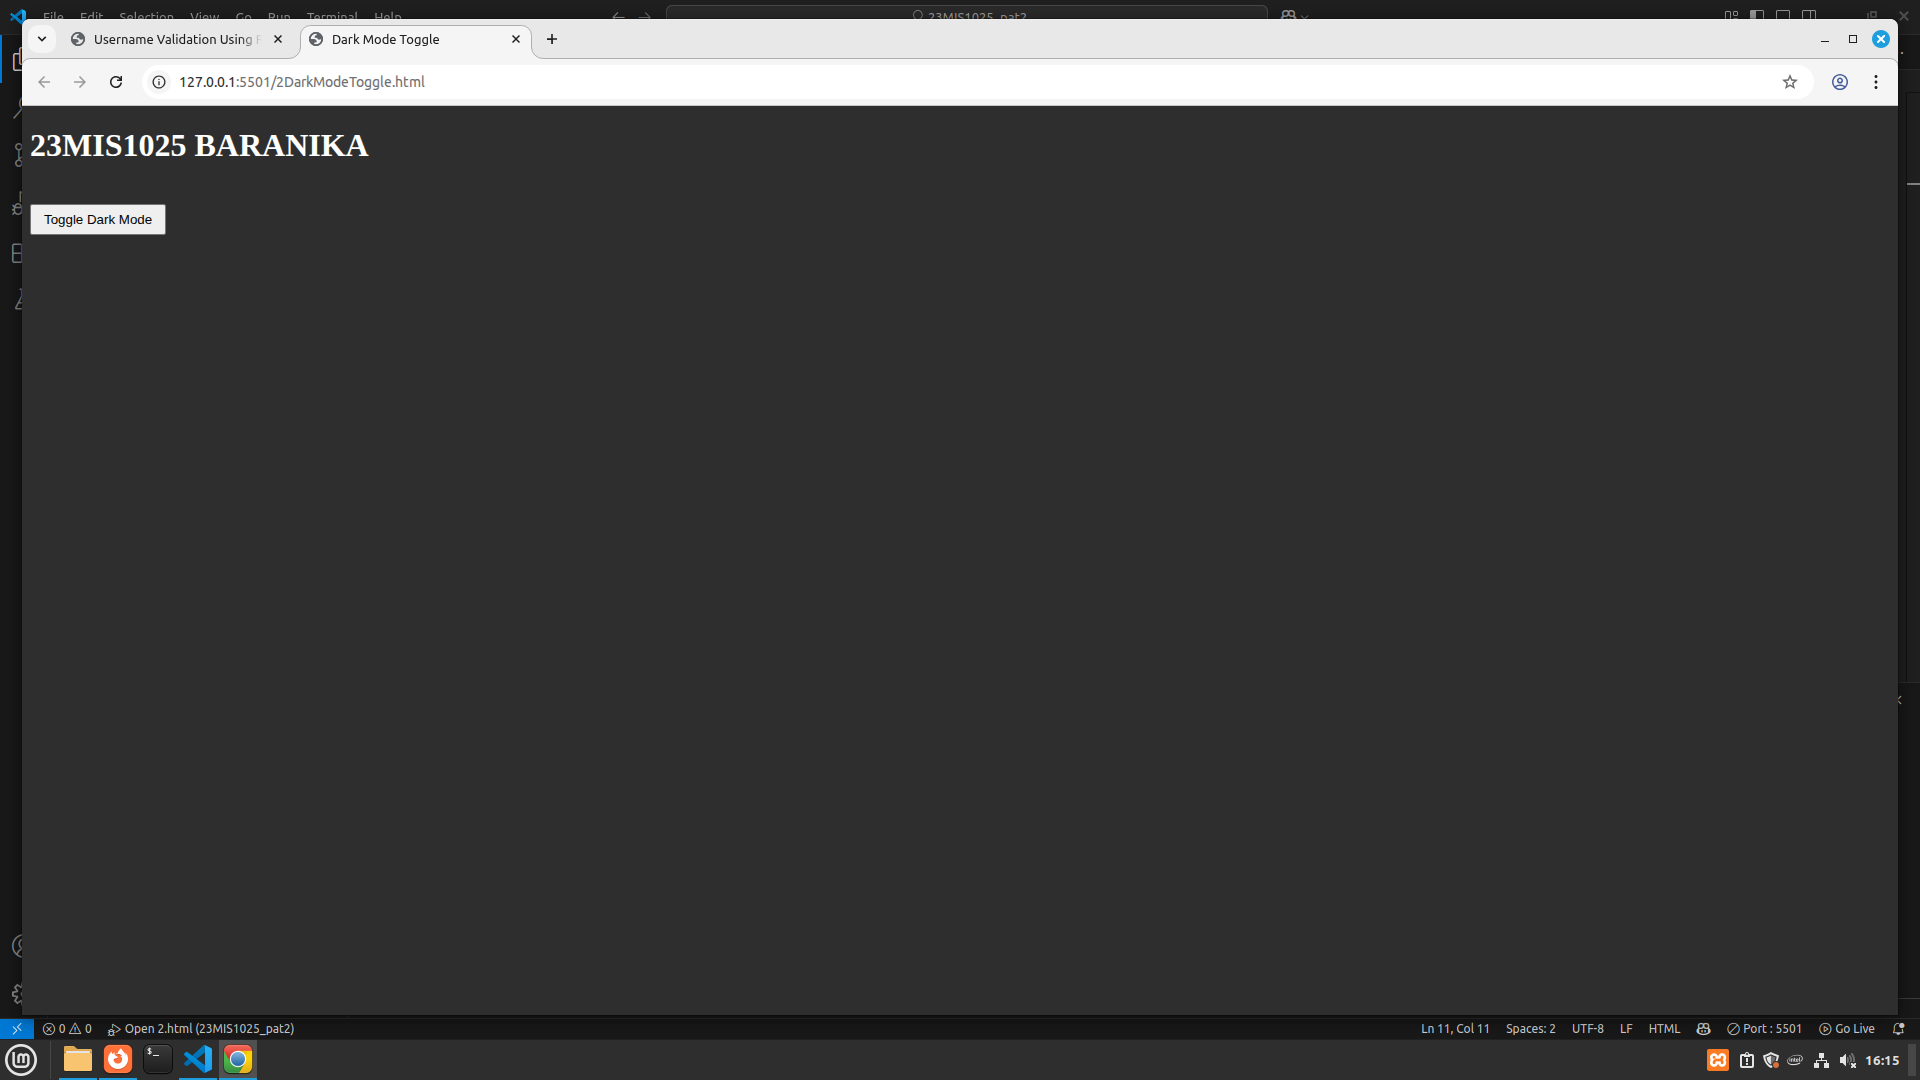 File Edit Selection View Go Run Terminal Help
23MIS1025_pat2
Username Validation Using
Dark Mode Toggle
127.0.0.1:5501/2DarkModeToggle.html
23MIS1025 BARANIKA
Toggle Dark Mode
0 0 Open 2.html (23MIS1025_pat2) Ln 11, Col 11 Spaces: 2 UTF-8 LF HTML Port : 5501 Go Live
16:15